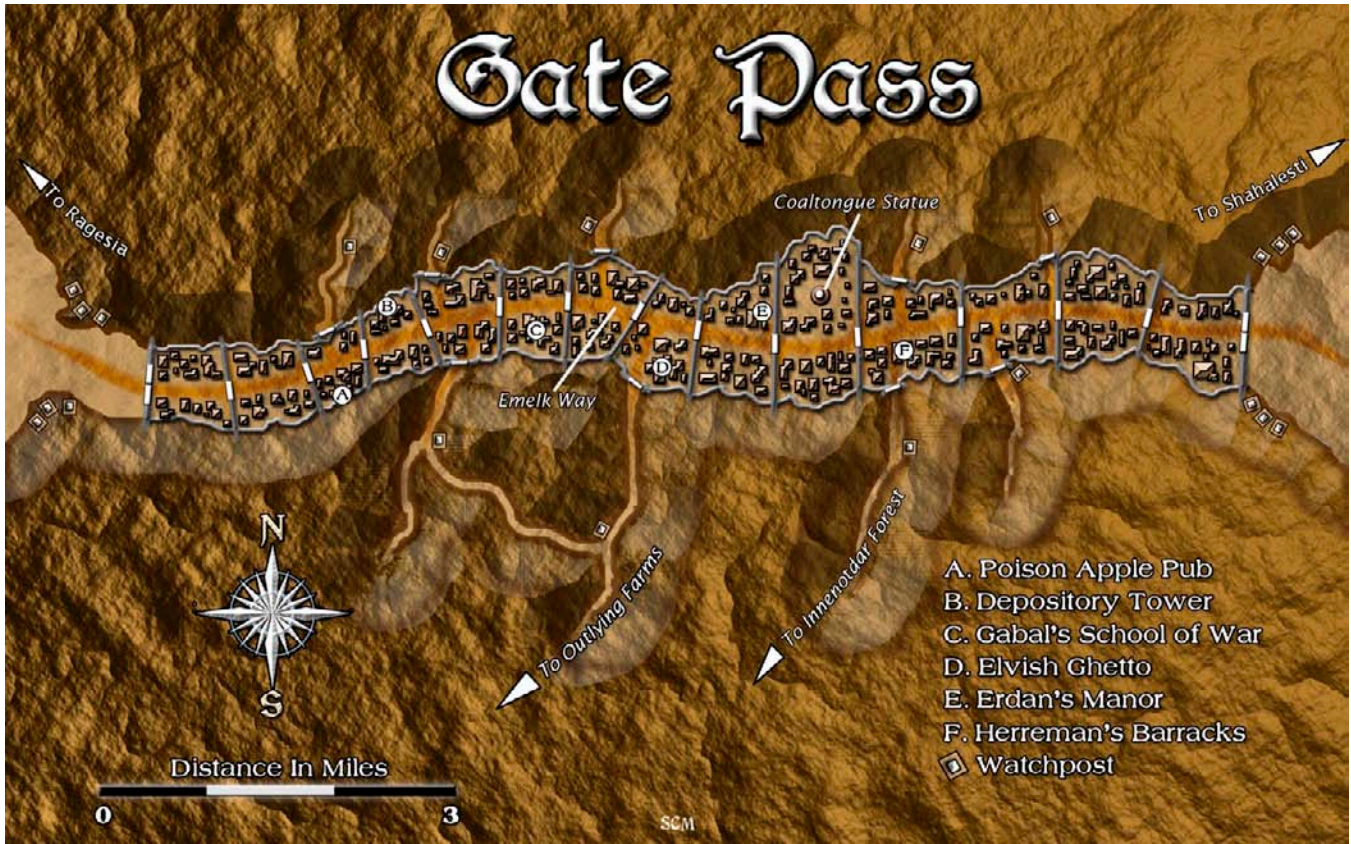 Gate Pass
To Ragesia
To Shahalesti
Coaltongue Statue
B
E
C
F
D
A
Emelk Way
N
S
To Outlying Farms
To Innenotdar Forest
A. Poison Apple Pub
B. Depository Tower
C. Gabal's School of War
D. Elvish Ghetto
E. Erdan's Manor
F. Herreman's Barracks
Watchpost
Distance In Miles
0 3
SCM